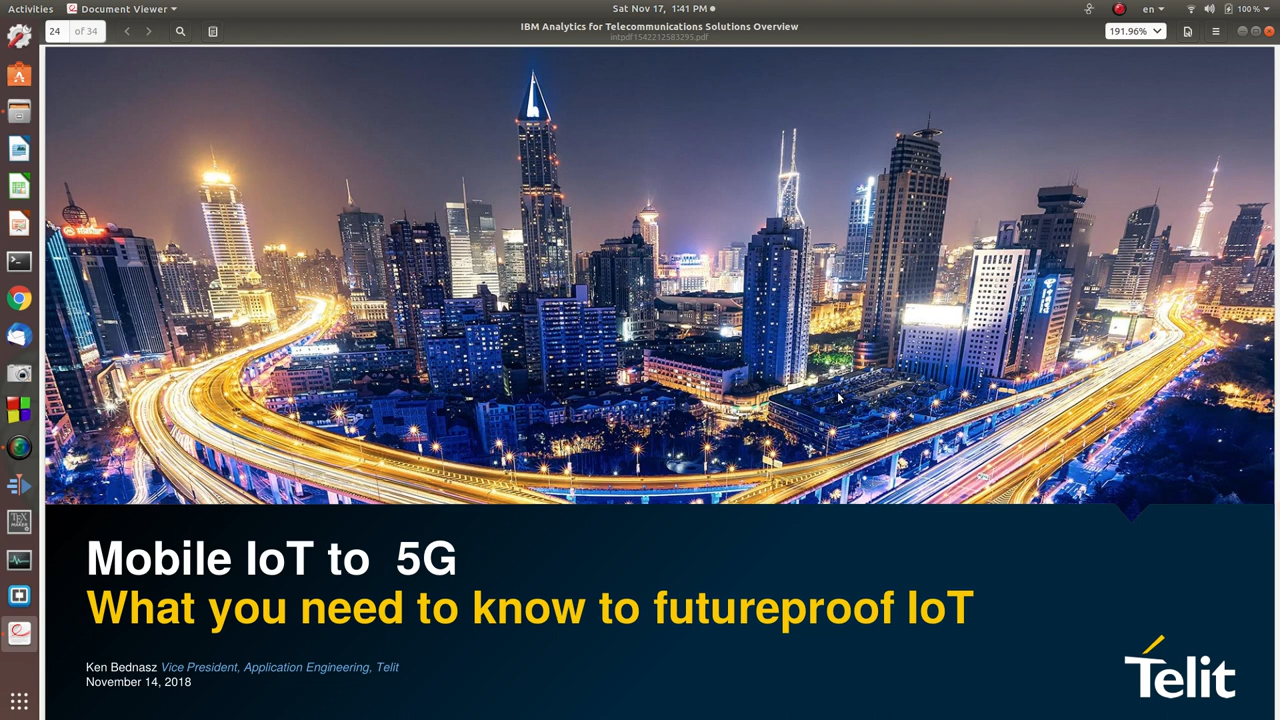 Activities
Document Viewer
Sat Nov 17, 1:41 PM
en
100 %
24 of 34
IBM Analytics for Telecommunications Solutions Overview
intpdf1542212583295.pdf
191.96%
Mobile IoT to 5G
What you need to know to futureproof IoT
Ken Bednasz Vice President, Application Engineering, Telit
November 14, 2018
Telit